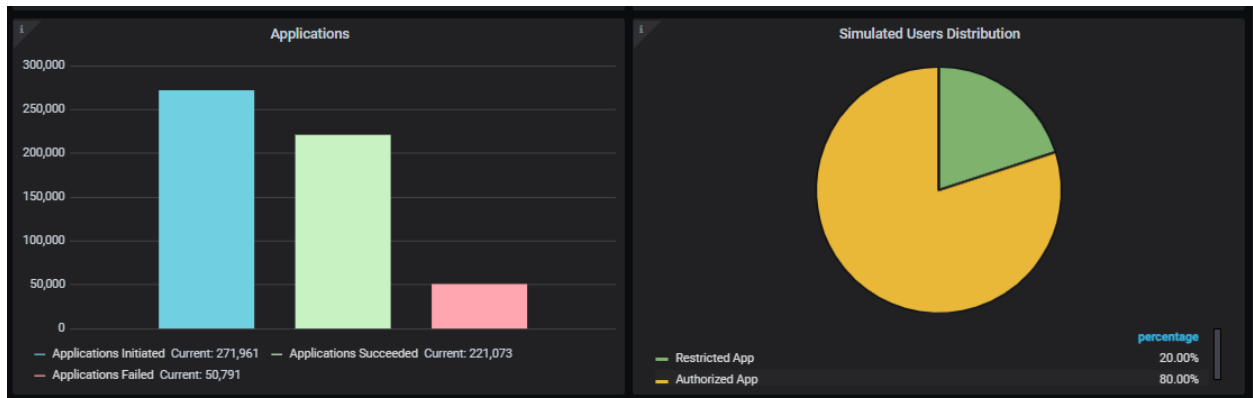 Applications
300,000
250,000
200,000
150,000
100,000
50,000
0
Applications Initiated Current: 271,961 Applications Succeeded Current: 221,073
Applications Failed Current: 50,791
Simulated Users Distribution
percentage
Restricted App 20.00%
Authorized App 80.00%